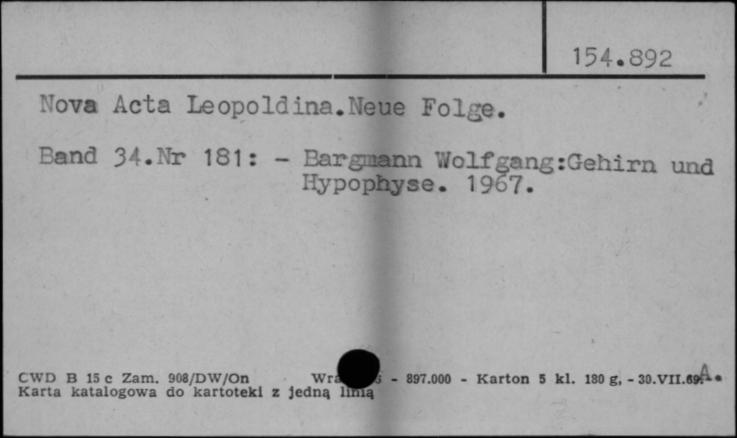 154.892
Nova Acta Leopoldina.Neue Folge.
Band 34.Nr 181: - Bargmann Wolfgang:Gehirn und
Hypophyse. 1967.
CWD B 15 c Zam. 908/DW/On - 897.000 - Karton 5 kl. 180 g, - 30.VII.69. A.
Karta katalogowa do kartoteki z jedną linią